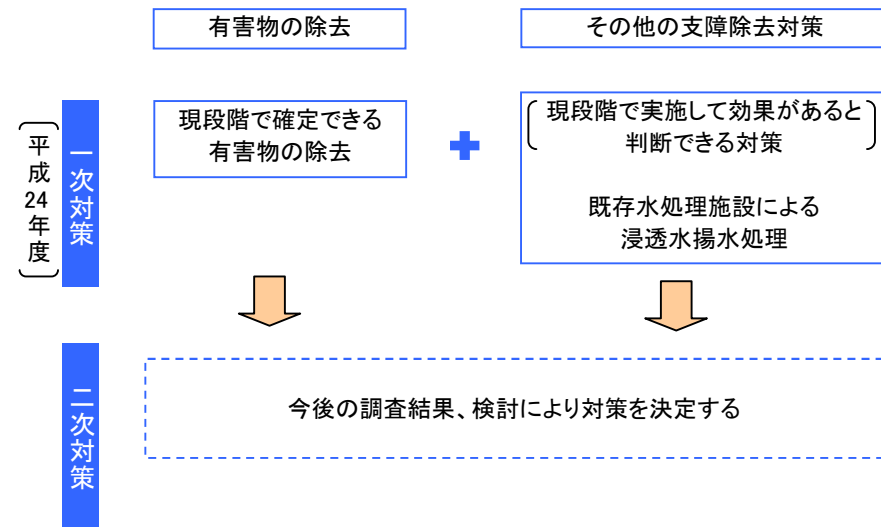 有害物の除去
その他の支障除去対策
平成24年度
一次対策
現段階で確定できる
有害物の除去
現段階で実施して効果があると
判断できる対策
既存水処理施設による
浸透水揚水処理
二次対策
今後の調査結果、検討により対策を決定する